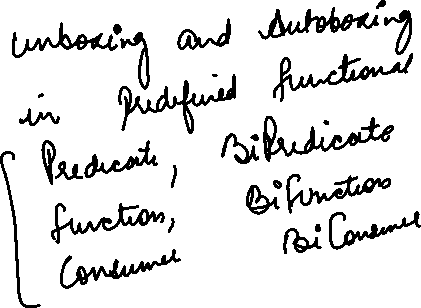 unboxing and Autoboxing
in Predefined functional
Predicate, BiPredicate
function, BiFunction
Consumer BiConsumer